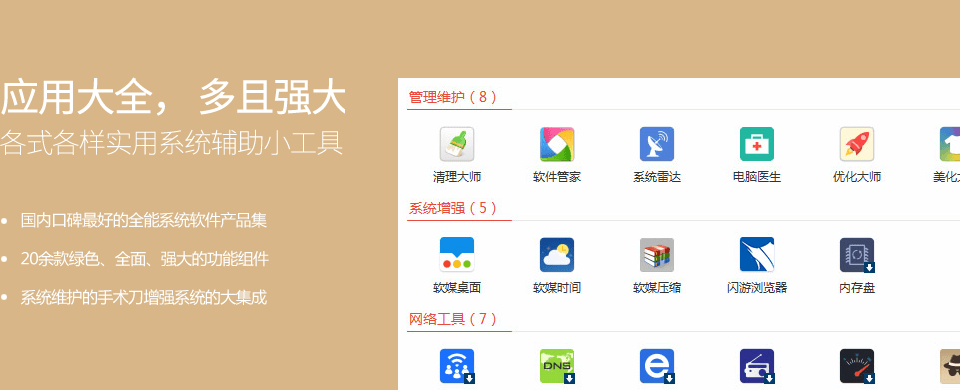 应用大全， 多且强大
各式各样实用系统辅助小工具
国内口碑最好的全能系统软件产品集
20余款绿色、全面、强大的功能组件
系统维护的手术刀增强系统的大集成
管理维护（8）
清理大师 软件管家 系统雷达 电脑医生 优化大师 美化
系统增强（5）
软媒桌面 软媒时间 软媒压缩 闪游浏览器 内存盘
网络工具（7）
DNS